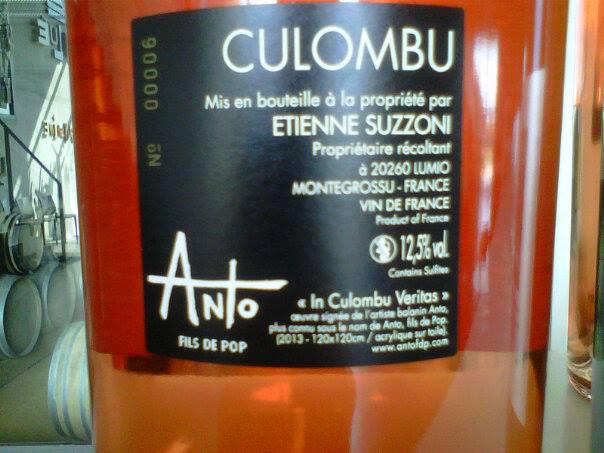 CULOMBU
Mis en bouteille à la propriété par
ETIENNE SUZZONI
Propriétaire récoltant
à 20260 LUMIO
MONTEGROSSU - FRANCE
VIN DE FRANCE
Product of France
12,5% vol.
Contains Sulfites
« In Culombu Veritas »
œuvre signée de l'artiste balanin Anto,
plus connu sous le nom de Anto, fils de Pop.
(2013 - 120x120cm / acrylique sur toile).
www.antofdp.com
ANTO
FILS DE POP
Nº 00006